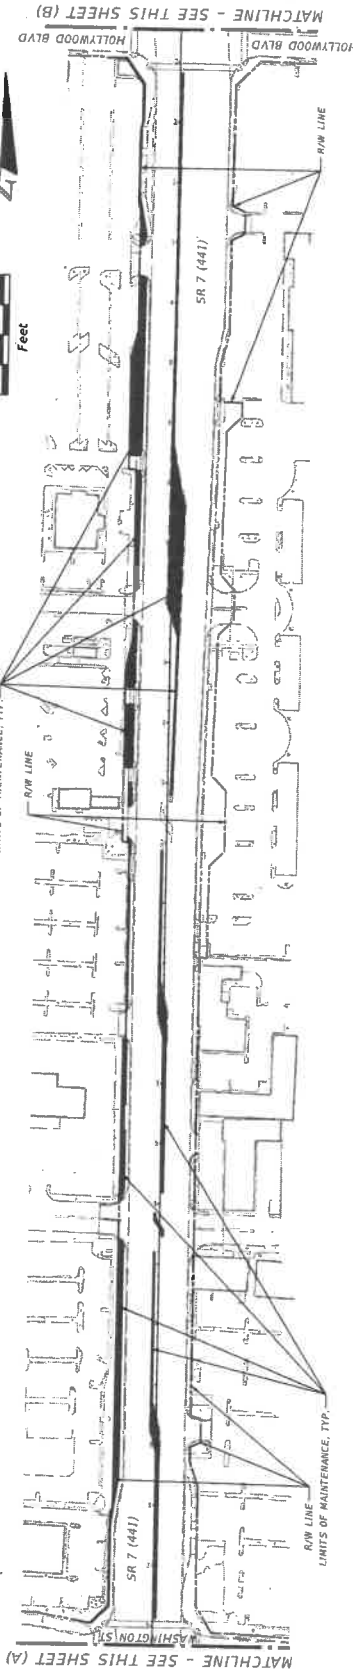 MATCHLINE - SEE THIS SHEET (B)
HOLLYWOOD BLVD
HOLLYWOOD BLVD
R/W LINE
SR 7 (441)
Feet
R/W LINE
LIMITS OF MAINTENANCE, TYP.
R/W LINE
SR 7 (441)
WASHINGTON ST
MATCHLINE - SEE THIS SHEET (A)